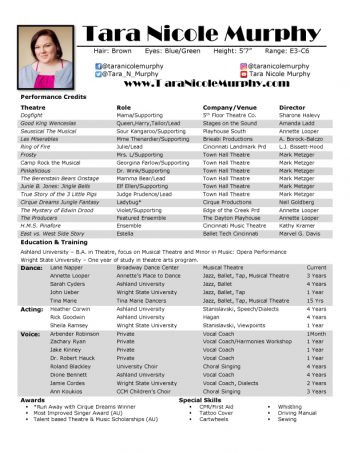 Tara Nicole Murphy
Hair: Brown Eyes: Blue/Green Height: 5'7" Range: E3-C6
@taranicolemurphy @taranicolemurphy
@Tara_N_Murphy Tara Nicole Murphy
www.TaraNicoleMurphy.com
Performance Credits
Theatre Role Company/Venue Director
Dogfight Mama/Supporting 5th Floor Theatre Co. Sharone Halevy
Good King Wenceslas Queen,Harry,Tailor/Lead Stages on the Sound Amanda Ladd
Seussical The Musical Sour Kangaroo/Supporting Playhouse South Annette Looper
Les Miserables Mme Thenardier/Supporting Brisk Productions A. Borock-Balczo
Ring of Fire Julie/Lead Cincinnati Landmark Prd L.J. Bissett-Hood
Frosty Mrs. L/Supporting Town Hall Theatre Mark Metzger
Camp Rock the Musical Charlotte/Featured Town Hall Theatre Mark Metzger
Pinkalicious Dr. Wink/Supporting Town Hall Theatre Mark Metzger
The Berenstain Bears Onstage Mamma Bear/Lead Town Hall Theatre Mark Metzger
Junie B. Jones: Jingle Bells Elf Ellen/Supporting Town Hall Theatre Mark Metzger
True Story of the 3 Little Pigs Judge Prudence/Lead Town Hall Theatre Mark Metzger
Cirque Dreams Jungle Fantasy Ladybug* Cirque Productions Neil Goldberg
The Mystery of Edwin Drood Violet/Supporting Town Hall Theatre Mark Metzger
The Producers Featured Ensemble The Dayton Playhouse Annette Looper
H.M.S. Pinafore Ensemble Cincinnati Music Theatre Kathy Kramer
East vs. West Side Story Estella Ballet Tech Cincinnati Marvel G. Davis
Education & Training
Ashland University – B.A. in Theatre, focus on Musical Theatre and Minor in Music: Opera Performance
Wright State University – One year of study in theatre arts program.
Dance: Lane Napper Broadway Dance Center Musical Theatre Current
Annette Looper Annette's Place to Dance Jazz, Ballet, Tap, Musical Theatre 3 Years
Sarah Cyders Ashland University Jazz, Ballet 4 Years
John Liler Wright State University Jazz, Ballet, Tap 1 Year
Tina Marie Tina Marie Dancers Jazz, Ballet, Tap, Musical Theatre 15 Yrs
Acting: Heather Corwin Ashland University Stanislavski, Speech/Dialects 4 Years
Rick Goodwin Ashland University Hagan 4 Years
Sheila Ramsey Wright State University Stanislavski, Viewpoints 1 Year
Voice: Arbender Robinson Private Vocal Coach 1Month
Zachary Ryan Private Vocal Coach/Harmonies Workshop 1 Year
Jake Kinney Private Vocal Coach 1 Year
Dr. Robert Hauck Private Vocal Coach 1 Year
Roland Blackley University Choir Choral Singing 4 Years
Dione Bennett Ashland University Vocal Coach 4 Years
Jamie Cordes Wright State University Vocal Coach, Dialects 2 Years
Ann Koukios CCM Children's Choir Choral Singing 3 Years
Awards Special Skills
• *Run Away with Cirque Dreams Winner • CPR/First Aid • Whistling
• Most Improved Singer Award (AU) • Tattoo Cover • Driving Manual
• Talent based Theatre & Music Scholarships (AU) • Cartwheels • Sewing